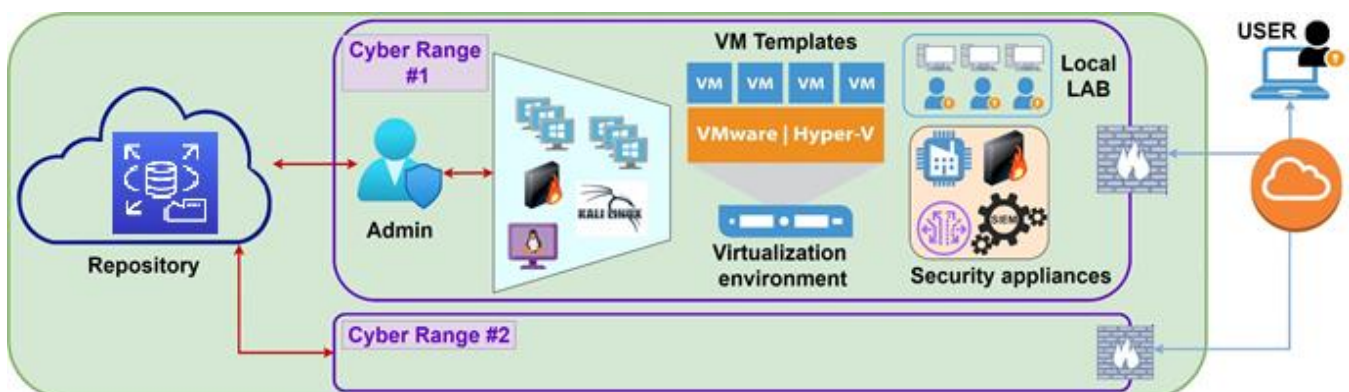 Cyber Range
#1
VM Templates
VM VM VM VM
VMware | Hyper-V
Local
LAB
USER
KALI LINUX
SIEM
Admin
Repository
Virtualization
environment
Security appliances
Cyber Range #2